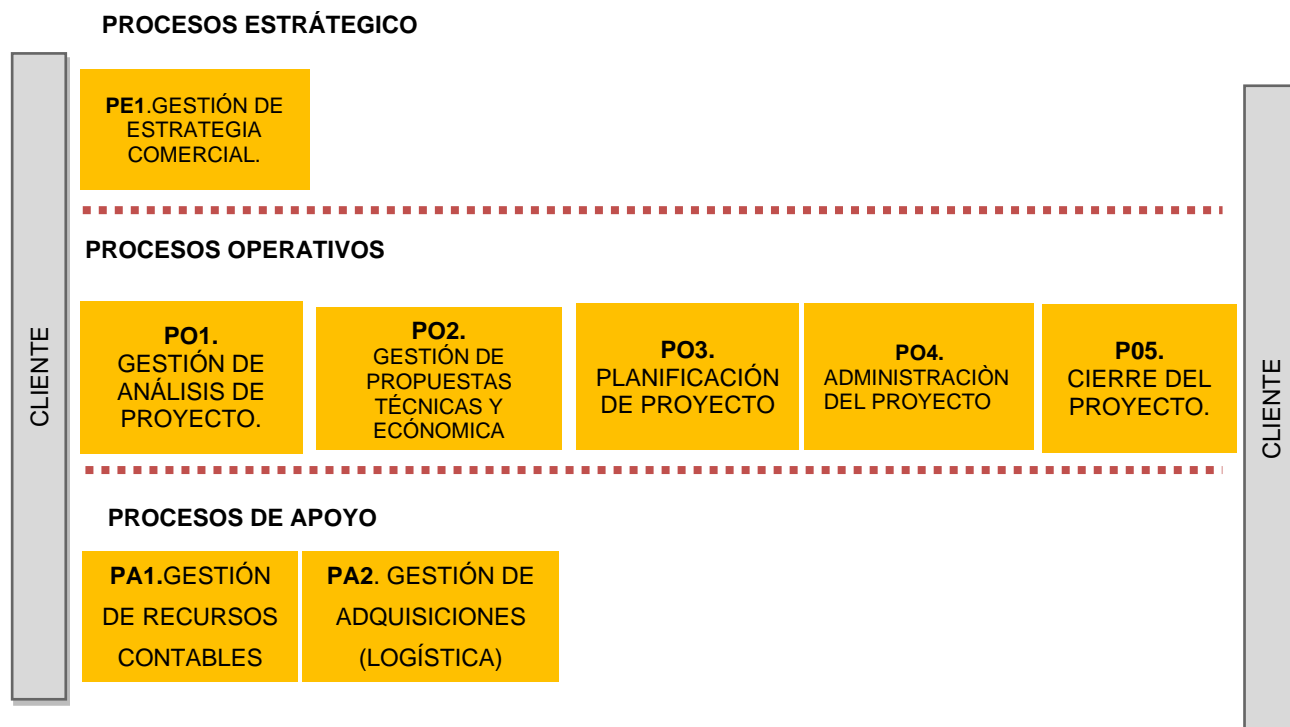 PROCESOS ESTRÁTEGICO
CLIENTE
PE1.GESTIÓN DE
ESTRATEGIA
COMERCIAL.
PROCESOS OPERATIVOS
PO1.
GESTIÓN DE
ANÁLISIS DE
PROYECTO.
PO2.
GESTIÓN DE
PROPUESTAS
TÉCNICAS Y
ECÓNOMICA
PO3.
PLANIFICACIÓN
DE PROYECTO
PO4.
ADMINISTRACIÒN
DEL PROYECTO
P05.
CIERRE DEL
PROYECTO.
CLIENTE
PROCESOS DE APOYO
PA1.GESTIÓN
DE RECURSOS
CONTABLES
PA2. GESTIÓN DE
ADQUISICIONES
(LOGÍSTICA)